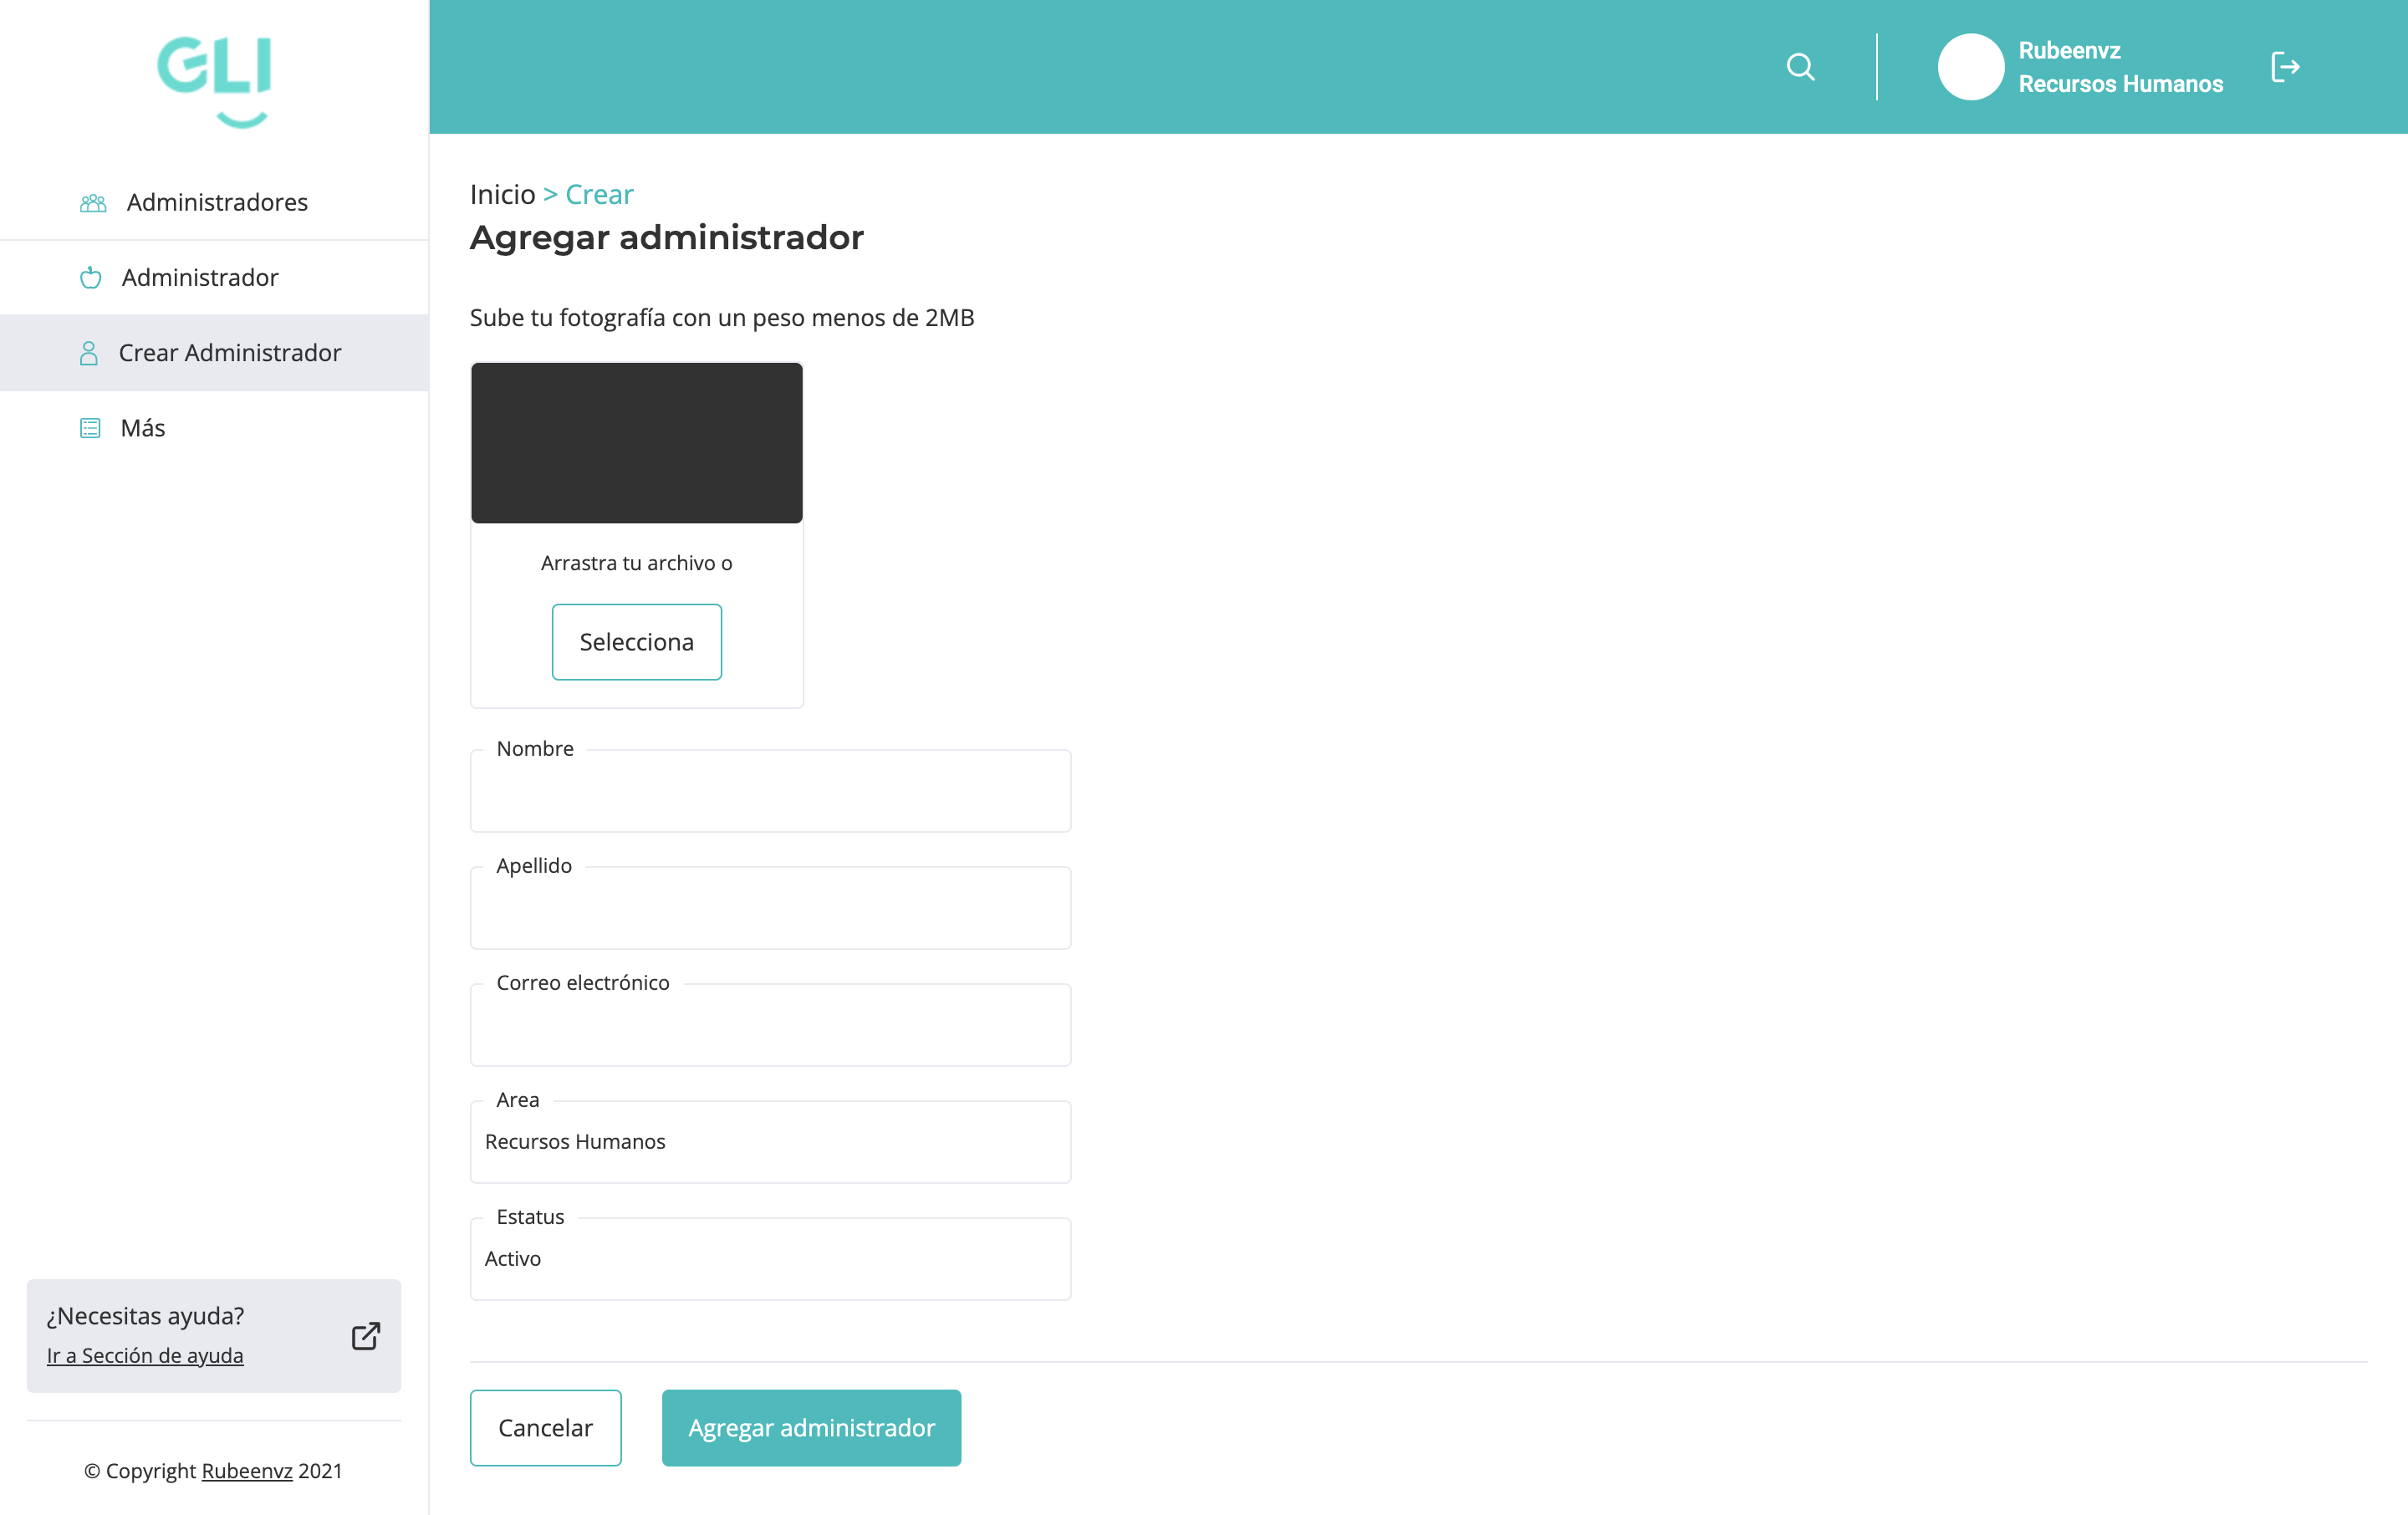 GLI
Administradores
Administrador
Crear Administrador
Más
¿Necesitas ayuda?
Ir a Sección de ayuda
© Copyright Rubeenvz 2021
Rubeenvz
Recursos Humanos
Inicio > Crear
Agregar administrador
Sube tu fotografía con un peso menos de 2MB
Arrastra tu archivo o
Selecciona
Nombre
Apellido
Correo electrónico
Area
Recursos Humanos
Estatus
Activo
Cancelar
Agregar administrador